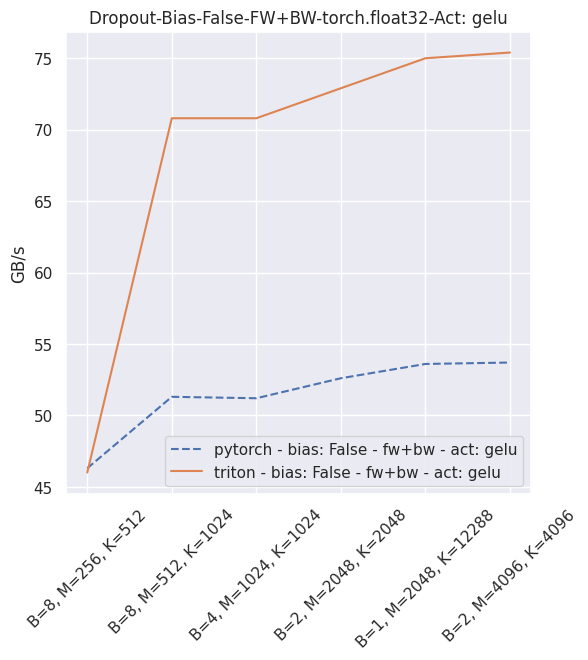 Dropout-Bias-False-FW+BW-torch.float32-Act: gelu
75
70
65
60
55
50
45
GB/s
pytorch - bias: False - fw+bw - act: gelu
triton - bias: False - fw+bw - act: gelu
B=8, M=256, K=512
B=8, M=512, K=1024
B=4, M=1024, K=1024
B=2, M=2048, K=2048
B=1, M=2048, K=12288
B=2, M=4096, K=4096